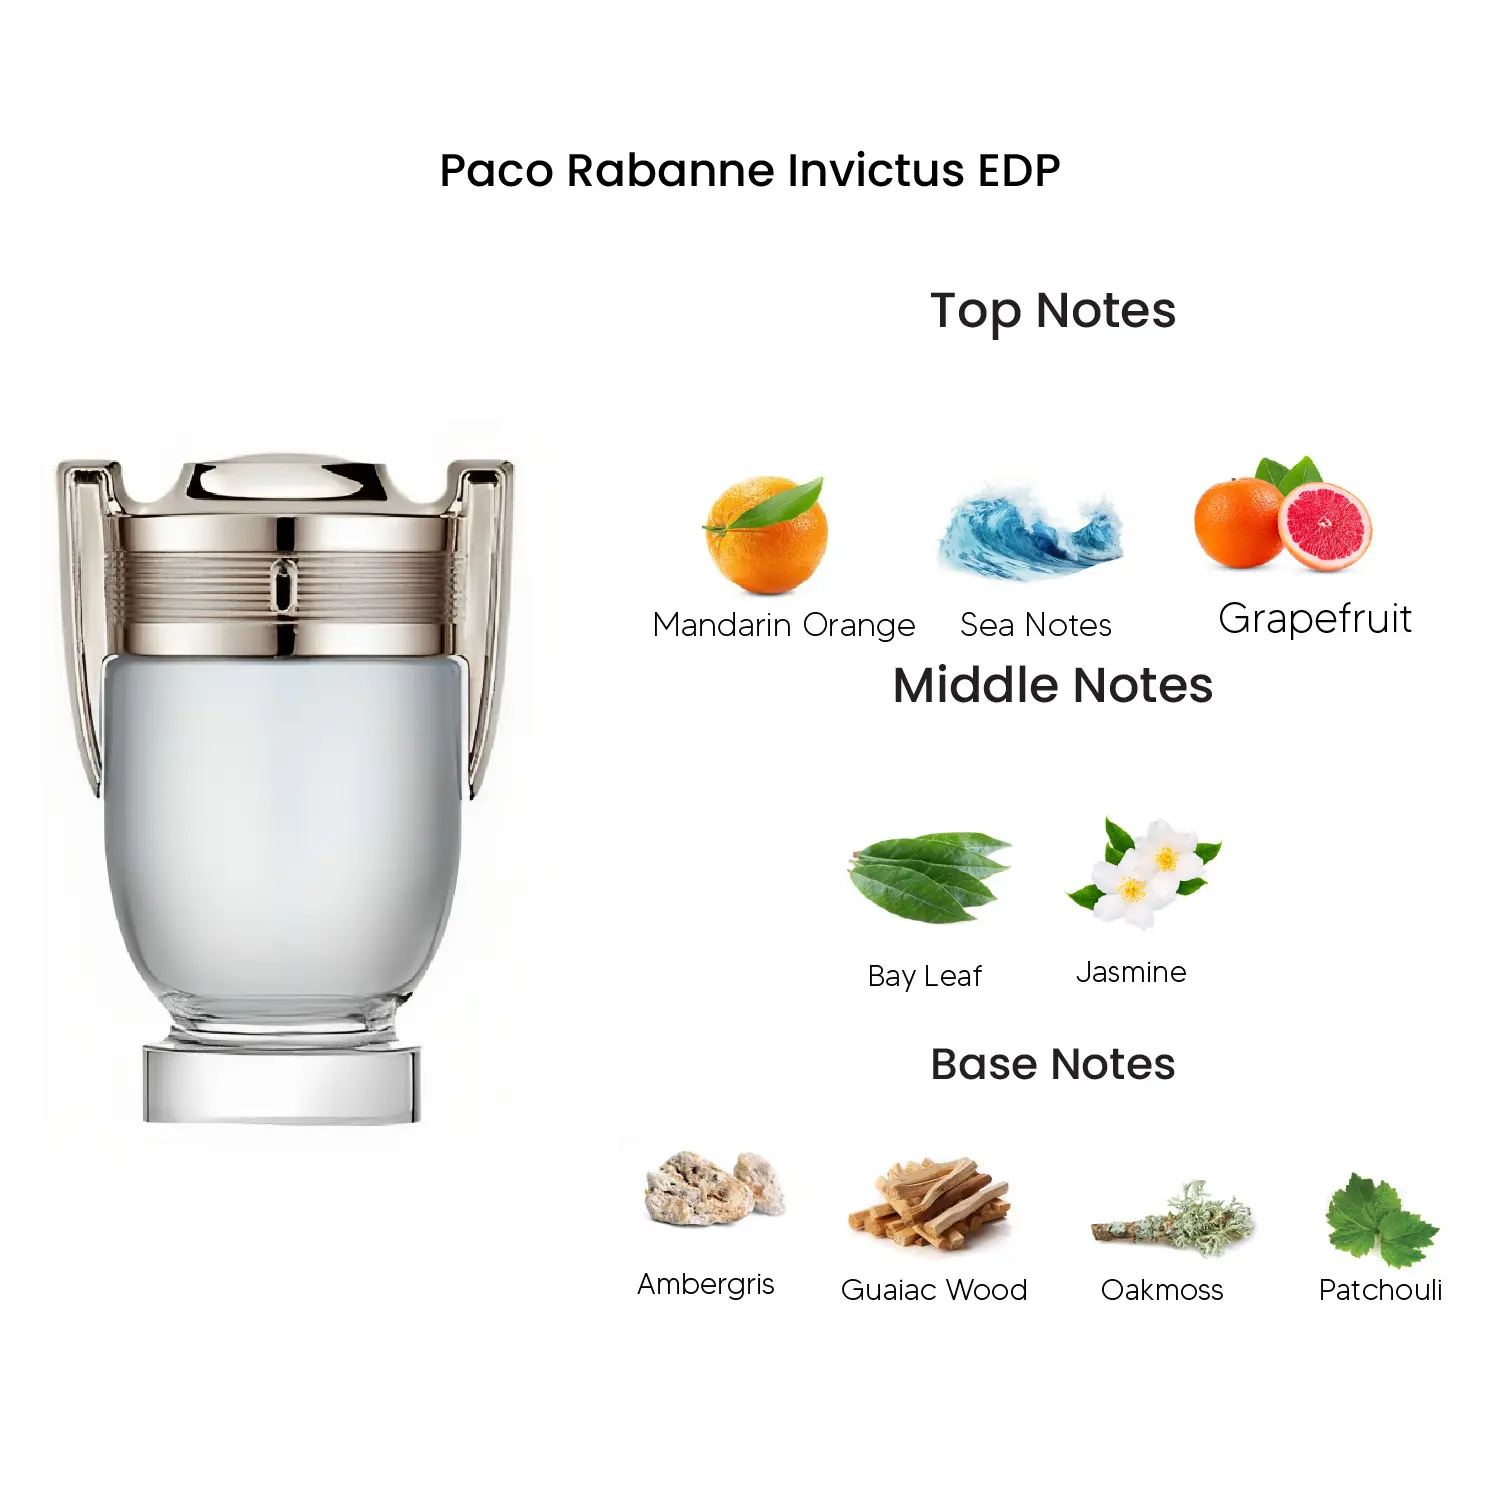 Paco Rabanne Invictus EDP
Top Notes
Mandarin Orange
Sea Notes
Grapefruit
Middle Notes
Bay Leaf
Jasmine
Base Notes
Ambergris
Guaiac Wood
Oakmoss
Patchouli